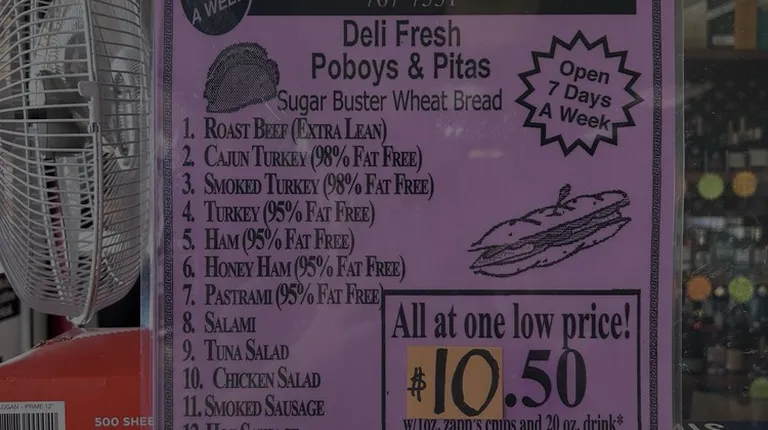 A WEEK
Deli Fresh
Poboys & Pitas
Sugar Buster Wheat Bread
Open
7 Days
A Week
1. ROAST BEEF (EXTRA LEAN)
2. CAJUN TURKEY (98% FAT FREE)
3. SMOKED TURKEY (98% FAT FREE)
4. TURKEY (95% FAT FREE)
5. HAM (95% FAT FREE)
6. HONEY HAM (95% FAT FREE)
7. PASTRAMI (95% FAT FREE)
8. SALAMI
9. TUNA SALAD
10. CHICKEN SALAD
11. SMOKED SAUSAGE
All at one low price!
$10.50
w/1oz. zapp's chips and 20 oz. drink*
500 SHEE